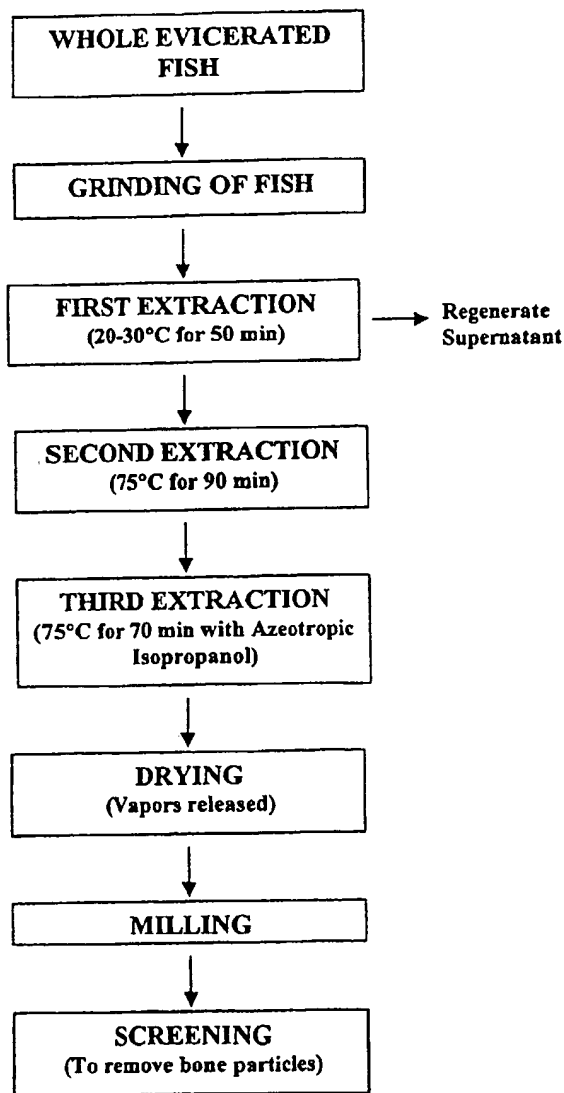 WHOLE EVICERATED
FISH
GRINDING OF FISH
FIRST EXTRACTION
(20-30°C for 50 min)
Regenerate
Supernatant
SECOND EXTRACTION
(75°C for 90 min)
THIRD EXTRACTION
(75°C for 70 min with Azeotropic
Isopropanol)
DRYING
(Vapors released)
MILLING
SCREENING
(To remove bone particles)